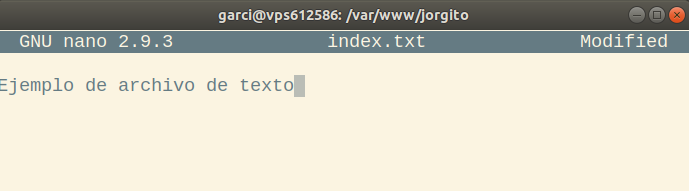 garci@vps612586: /var/www/jorgito
GNU nano 2.9.3 index.txt Modified
Ejemplo de archivo de texto